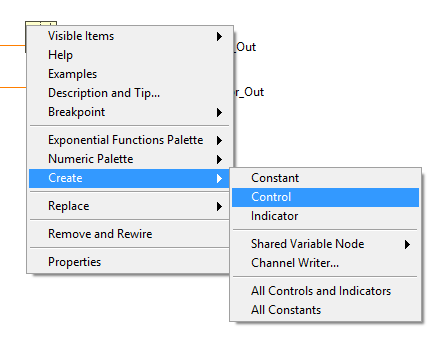 Visible Items
_Out
Help
Examples
Description and Tip...
r_Out
Breakpoint
Exponential Functions Palette
Numeric Palette
Create
Replace
Remove and Rewire
Properties
Constant
Control
Indicator
Shared Variable Node
Channel Writer...
All Controls and Indicators
All Constants